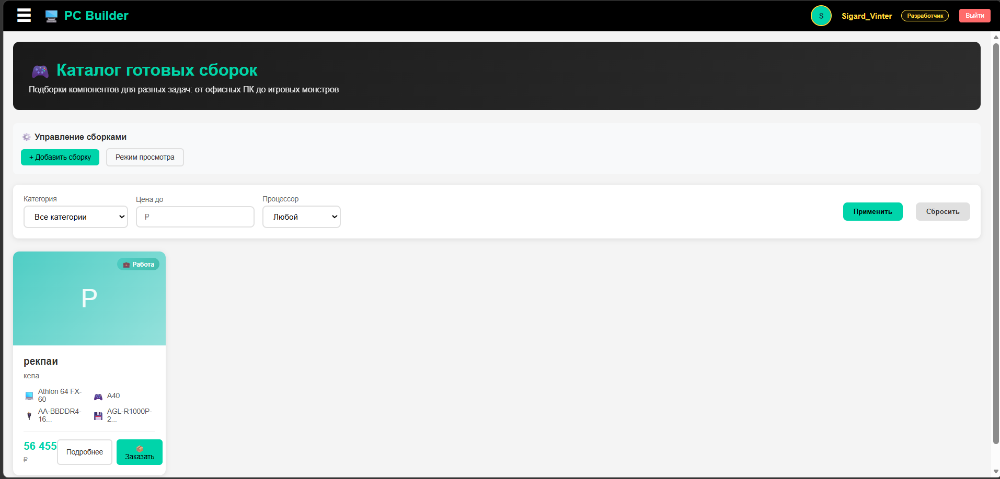 PC Builder
S
Sigard_Vinter
Разработчик
Выйти
Каталог готовых сборок
Подборки компонентов для разных задач: от офисных ПК до игровых монстров
Управление сборками
+ Добавить сборку
Режим просмотра
Категория
Цена до
Процессор
Все категории
₽
Любой
Применить
Сбросить
Работа
Р
рекпаи
кепа
Athlon 64 FX-
60
A40
AA-BBDDR4-
16...
AGL-R1000P-
2...
56 455
₽
Подробнее
Заказать